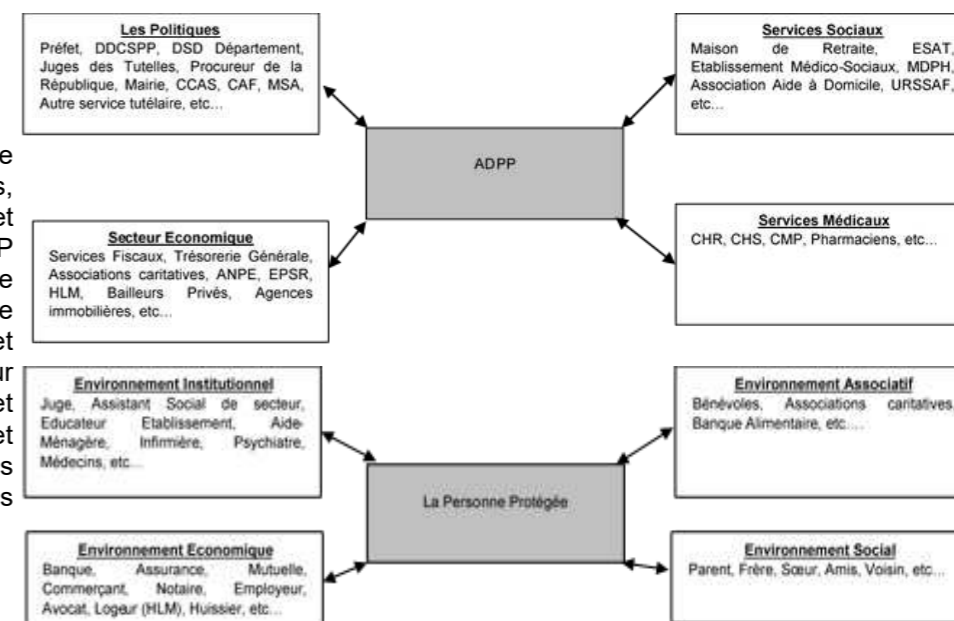 Les Politiques
Préfet, DDCSPP, DSD Département,
Juges des Tutelles, Procureur de la
République, Mairie, CCAS, CAF, MSA,
Autre service tutélaire, etc...
Services Sociaux
Maison de Retraite, ESAT,
Etablissement Médico-Sociaux, MDPH,
Association Aide à Domicile, URSSAF,
etc...
ADPP
Secteur Economique
Services Fiscaux, Trésorerie Générale,
Associations caritatives, ANPE, EPSR,
HLM, Bailleurs Privés, Agences
immobilières, etc...
Services Médicaux
CHR, CHS, CMP, Pharmaciens, etc...
e
s,
et
P
e
e
et
ur
et
et
s
s
Environnement Institutionnel
Juge, Assistant Social de secteur,
Educateur Etablissement, Aide-
Ménagère, Infirmière, Psychiatre,
Médecins, etc...
Environnement Associatif
Bénévoles, Associations caritatives,
Banque Alimentaire, etc....
La Personne Protégée
Environnement Economique
Banque, Assurance, Mutuelle,
Commerçant, Notaire, Employeur,
Avocat, Logeur (HLM), Huissier, etc...
Environnement Social
Parent, Frère, Sœur, Amis, Voisin, etc...